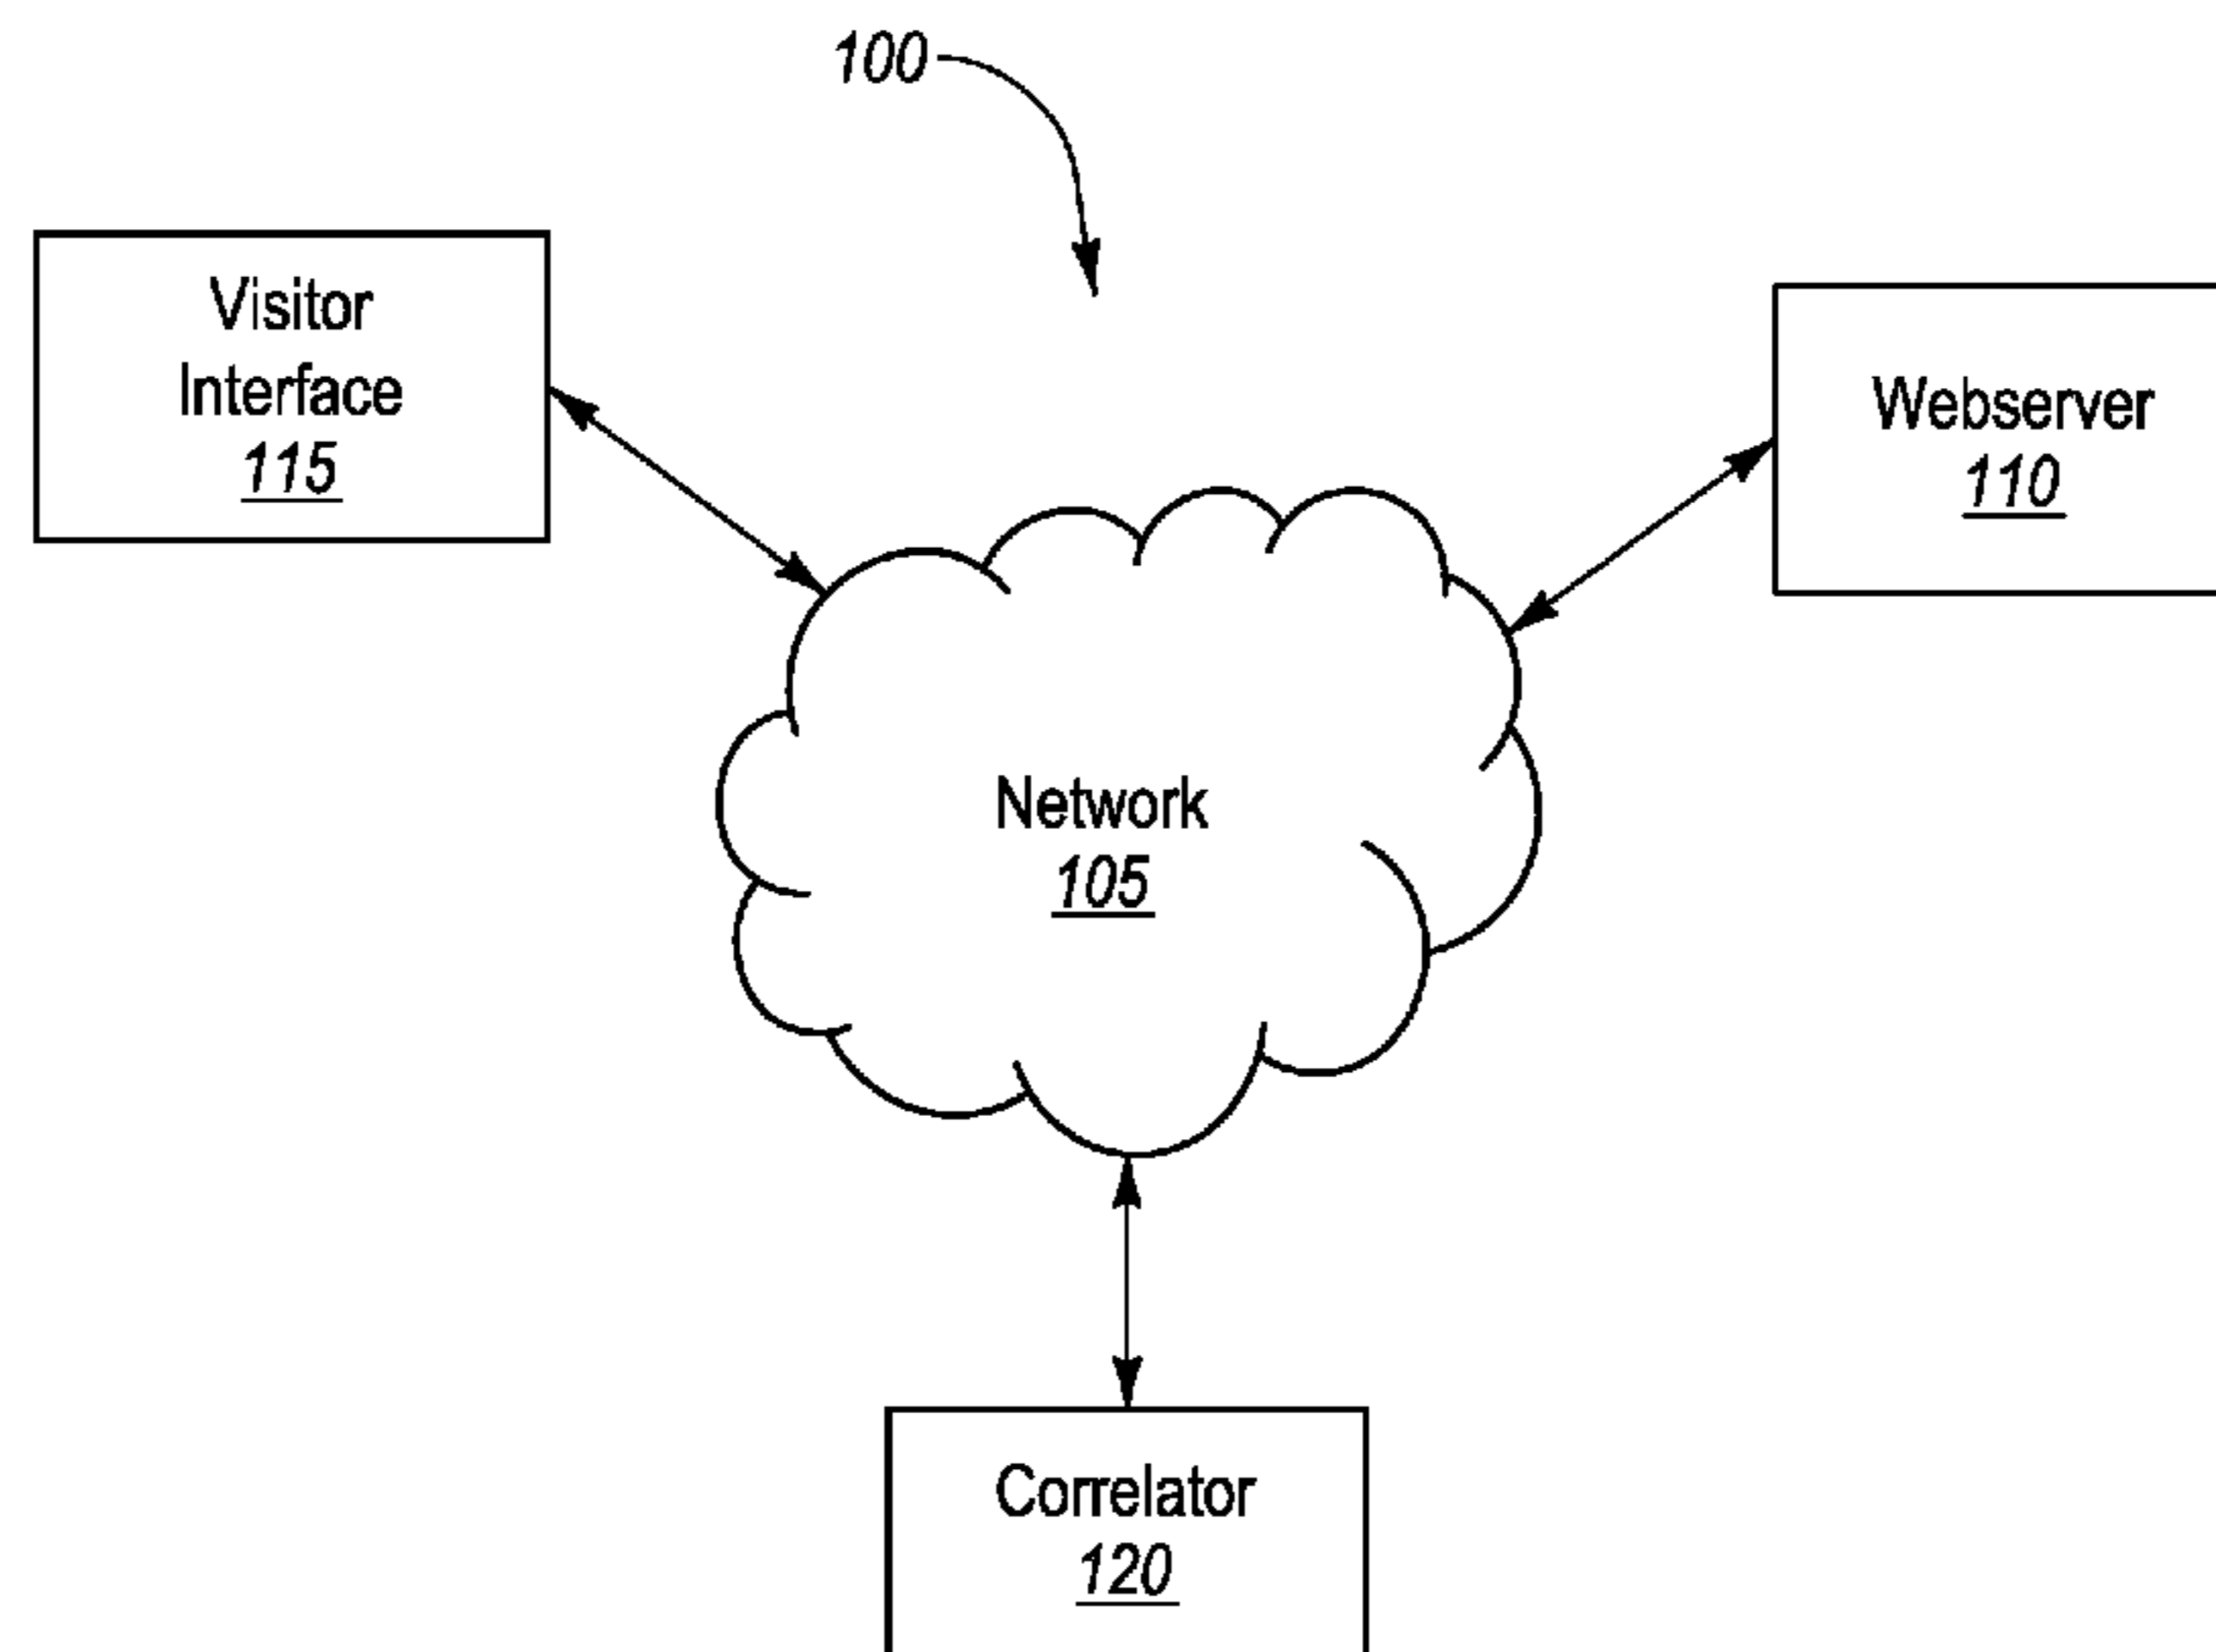 100
Visitor
Interface
115
Webserver
110
Network
105
Correlator
120